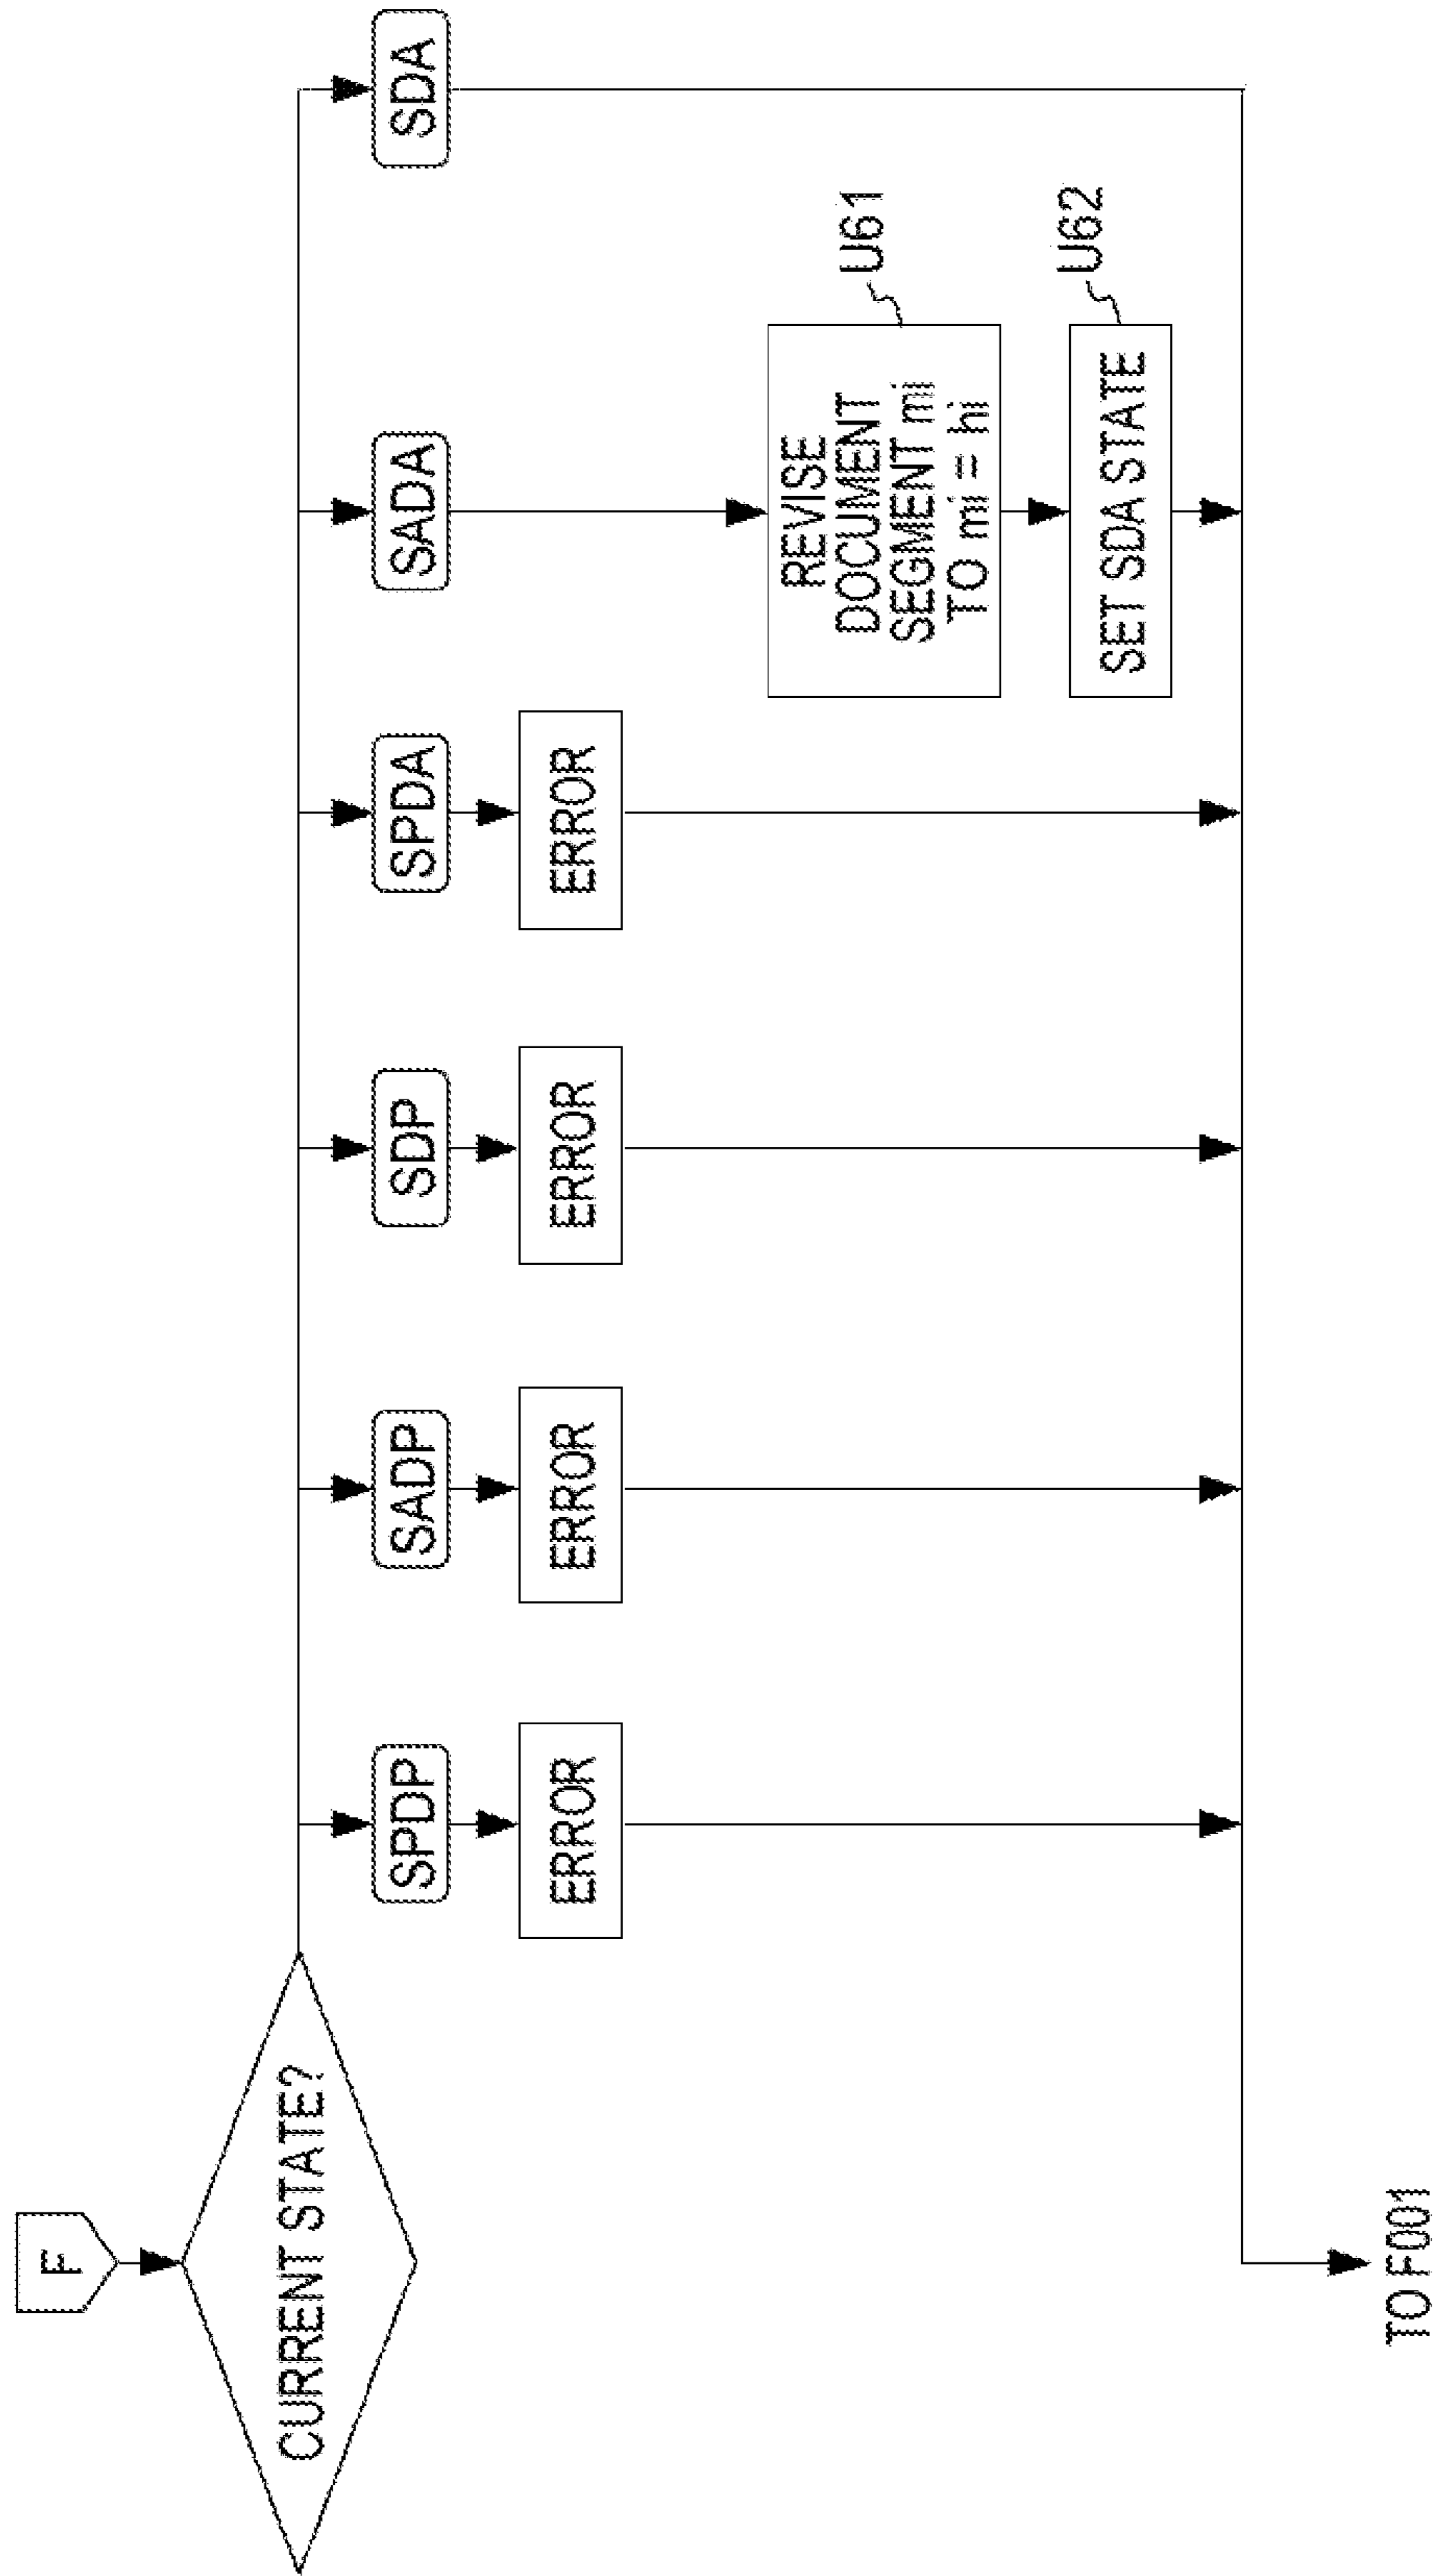 F
CURRENT STATE?
SPDP
SADP
SDP
SPDA
SADA
SDA
ERROR
ERROR
ERROR
ERROR
REVISE
DOCUMENT
SEGMENT mi
TO mi = hi
U61
SET SDA STATE
U62
TO F001